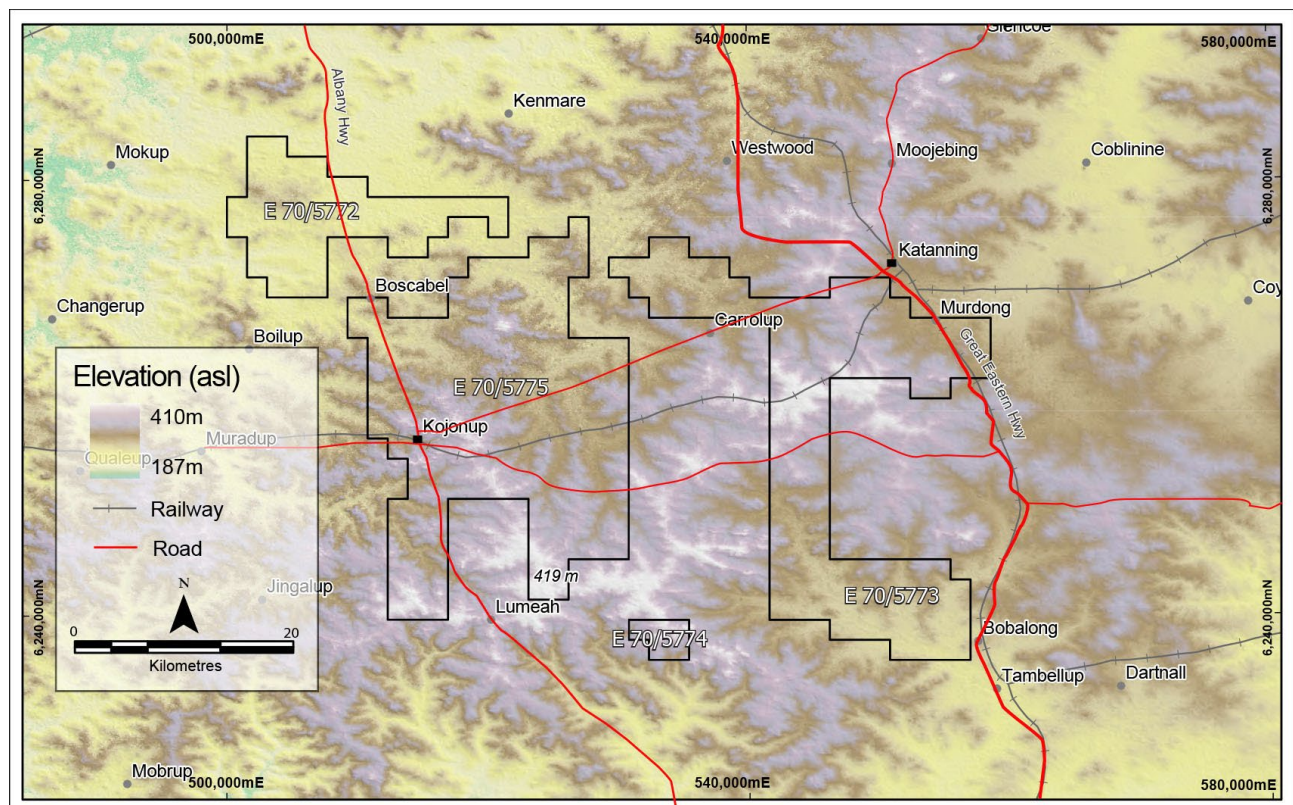 500,000mE
540,000mE
Glencoe
580,000mE
Albany Hwy
Kenmare
Mokup
Westwood
Moojebing
Coblinine
6,280,000mN
6,280,000mN
E 70/5772
Katanning
Boscabel
Changerup
Murdong
Carrolup
Boilup
Great Eastern Hwy
Elevation (asl)
410m
187m
E 70/5775
Kojonup
Muradup
Qualeup
Railway
Road
419 m
Jingalup
N
E 70/5773
6,240,000mN
6,240,000mN
Lumeah
0
20
Kilometres
E 70/5774
Bobalong
Tambellup
Dartnall
Mobrup
500,000mE
540,000mE
580,000mE